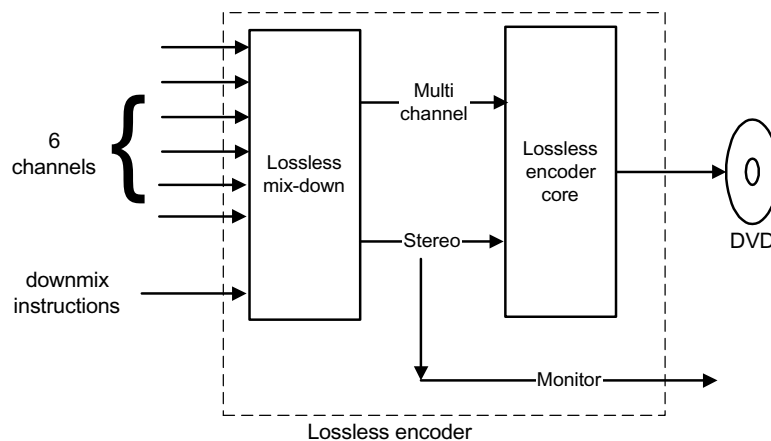 6
channels
downmix
instructions
Lossless
mix-down
Multi
channel
Stereo
Lossless
encoder
core
DVD
Monitor
Lossless encoder